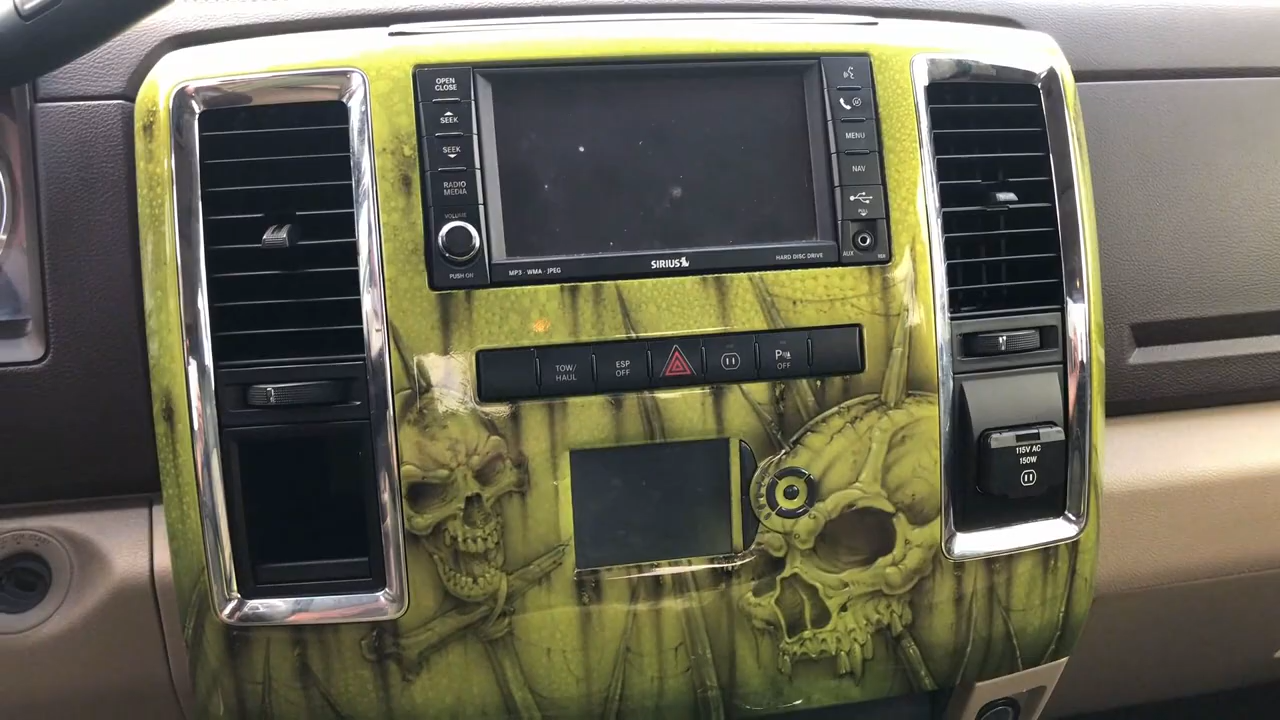 OPEN
CLOSE
SEEK
SEEK
RADIO
MEDIA
VOLUME
PUSH ON
MENU
NAV
AUX
MP3 - WMA - JPEG
SIRIUS
HARD DISC DRIVE
TOW/
HAUL
ESP
OFF
P
OFF
115V AC
150W